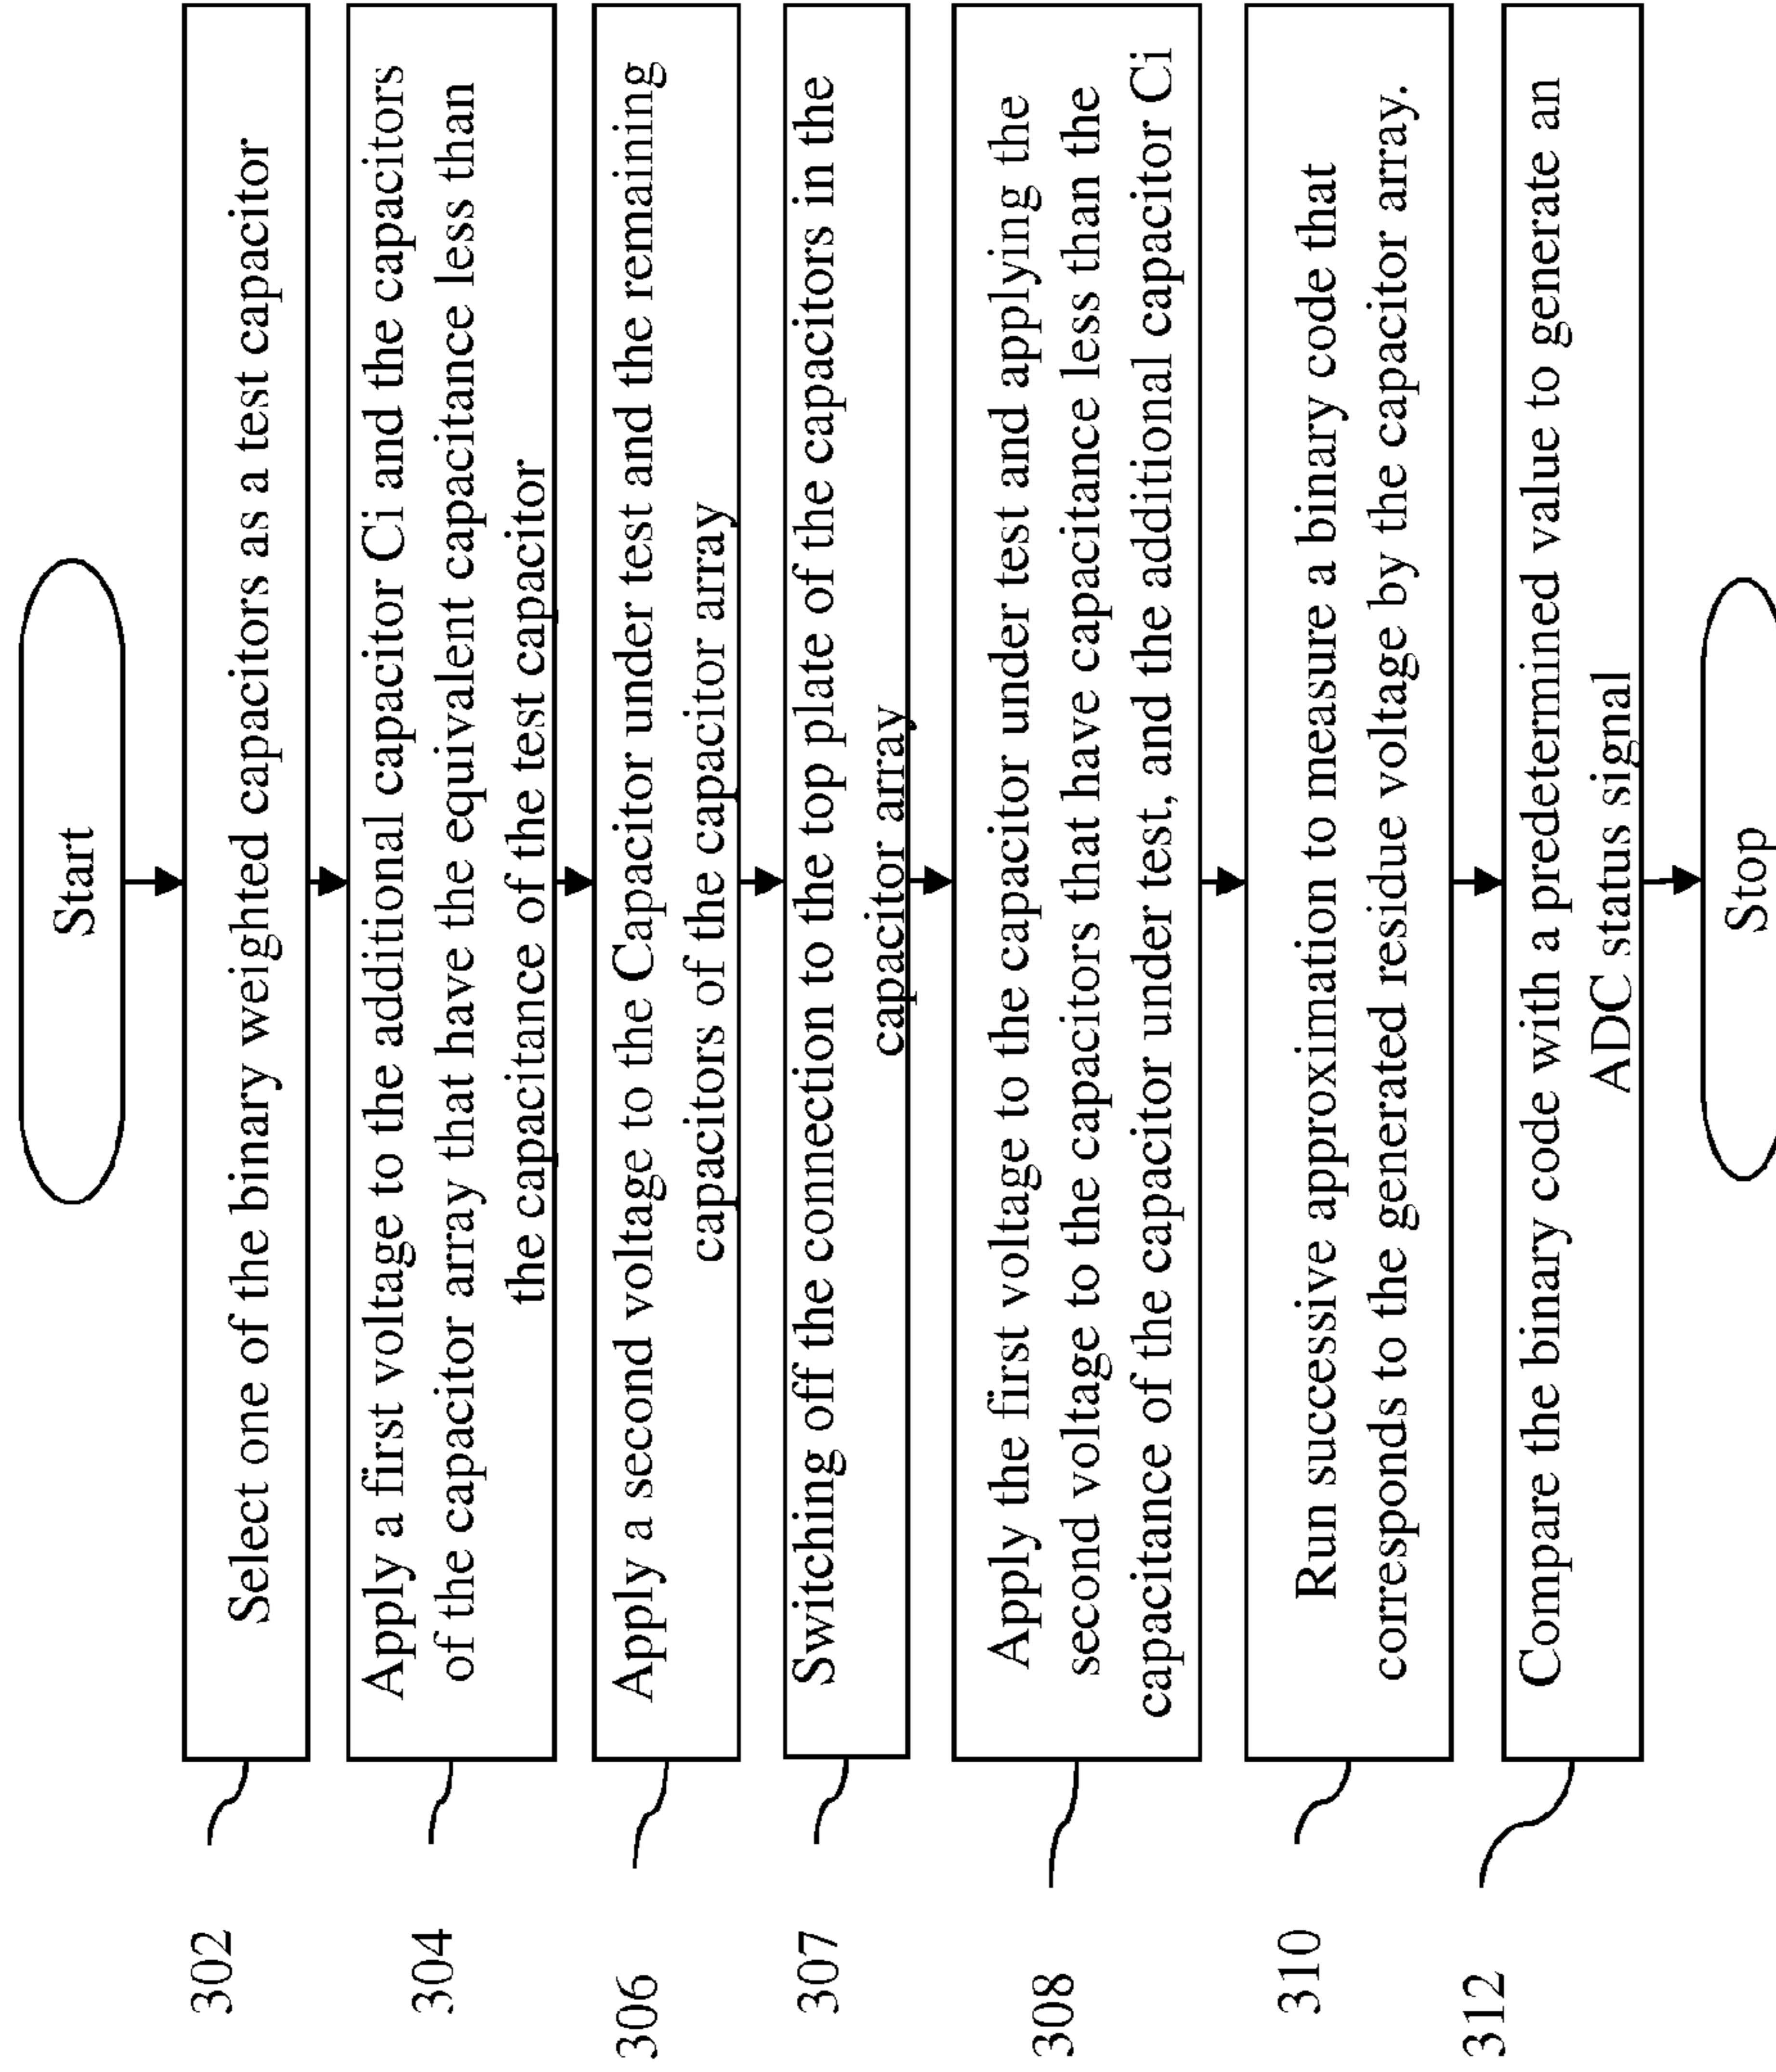 Start
302
Select one of the binary weighted capacitors as a test capacitor
304
Apply a first voltage to the additional capacitor Ci and the capacitors
of the capacitor array that have the equivalent capacitance less than
the capacitance of the test capacitor
306
Apply a second voltage to the Capacitor under test and the remaining
capacitors of the capacitor array
307
Switching off the connection to the top plate of the capacitors in the
capacitor array
308
Apply the first voltage to the capacitor under test and applying the
second voltage to the capacitors that have capacitance less than the
capacitance of the capacitor under test, and the additional capacitor Ci
310
Run successive approximation to measure a binary code that
corresponds to the generated residue voltage by the capacitor array.
312
Compare the binary code with a predetermined value to generate an
ADC status signal
Stop